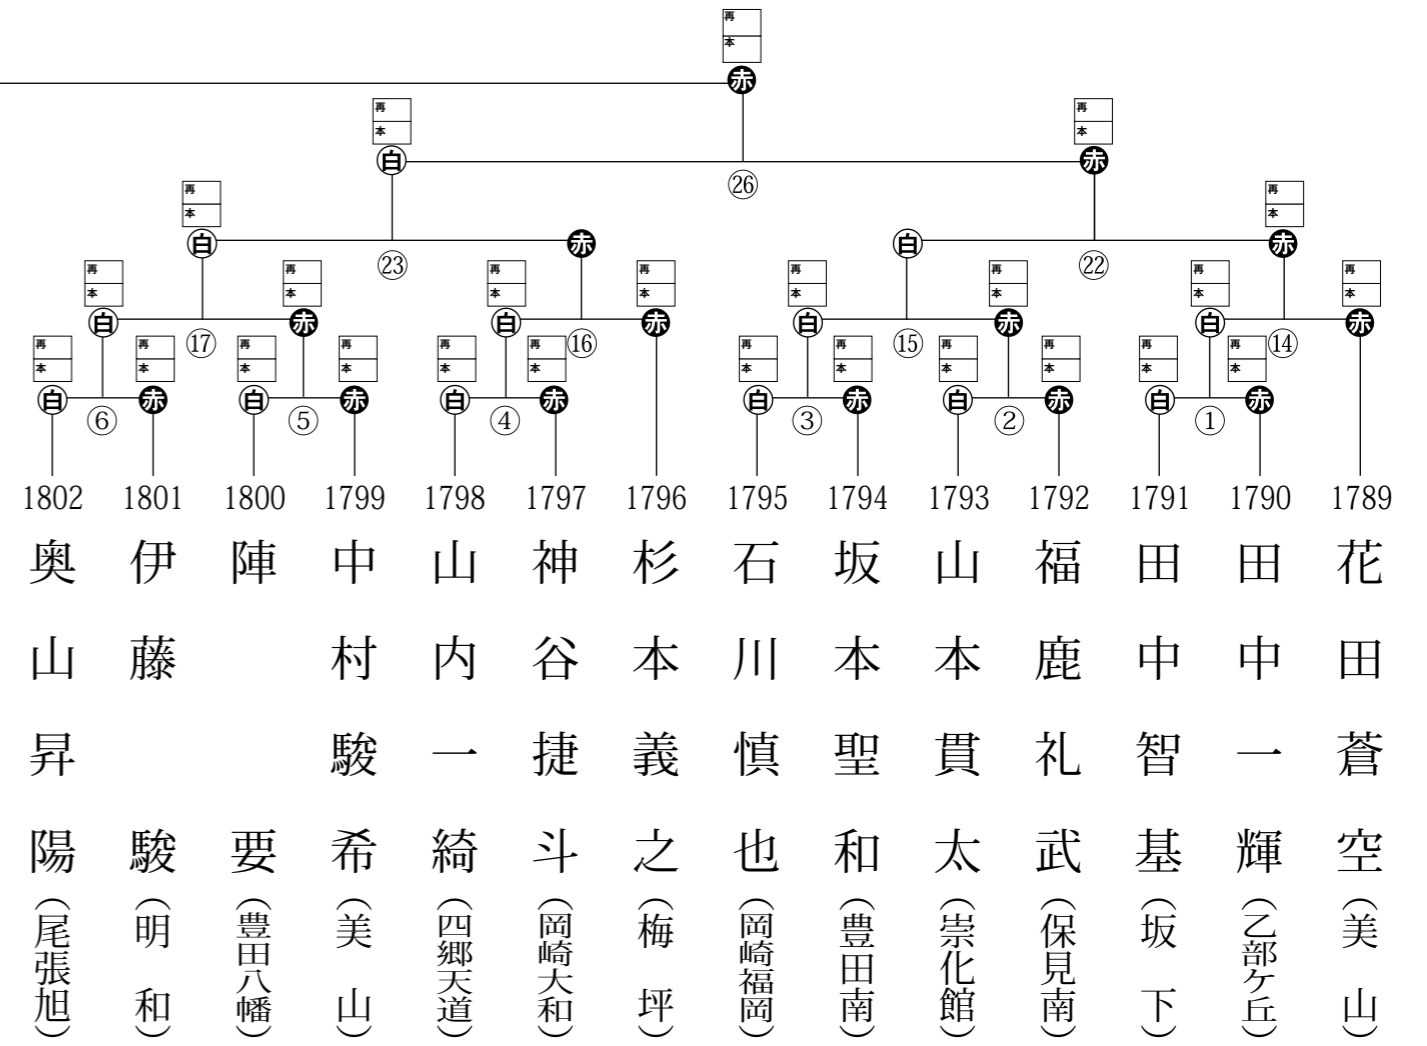 再
本
赤
再
本
再
本
白
赤
㉖
再
本
再
本
白
赤
白
赤
㉓
㉒
再
本
再
本
再
本
再
本
再
本
再
本
再
本
再
本
白
赤
白
赤
白
赤
白
赤
⑰
⑯
⑮
⑭
再
本
再
本
再
本
再
本
再
本
再
本
再
本
再
本
再
本
再
本
再
本
再
本
白
赤
白
赤
白
赤
白
赤
白
赤
白
赤
⑥
⑤
④
③
②
①
1802 1801 1800 1799 1798 1797 1796 1795 1794 1793 1792 1791 1790 1789
花田蒼空(美山)
田中一輝(乙部ケ丘)
田中智基(坂下)
福鹿礼武(保見南)
山本貫太(崇化館)
坂本聖和(豊田南)
石川慎也(岡崎福岡)
杉本義之(梅坪)
神谷捷斗(岡崎大和)
山内一綺(四郷天道)
中村駿希(美山)
陣要(豊田八幡)
伊藤駿(明和)
奥山昇陽(尾張旭)